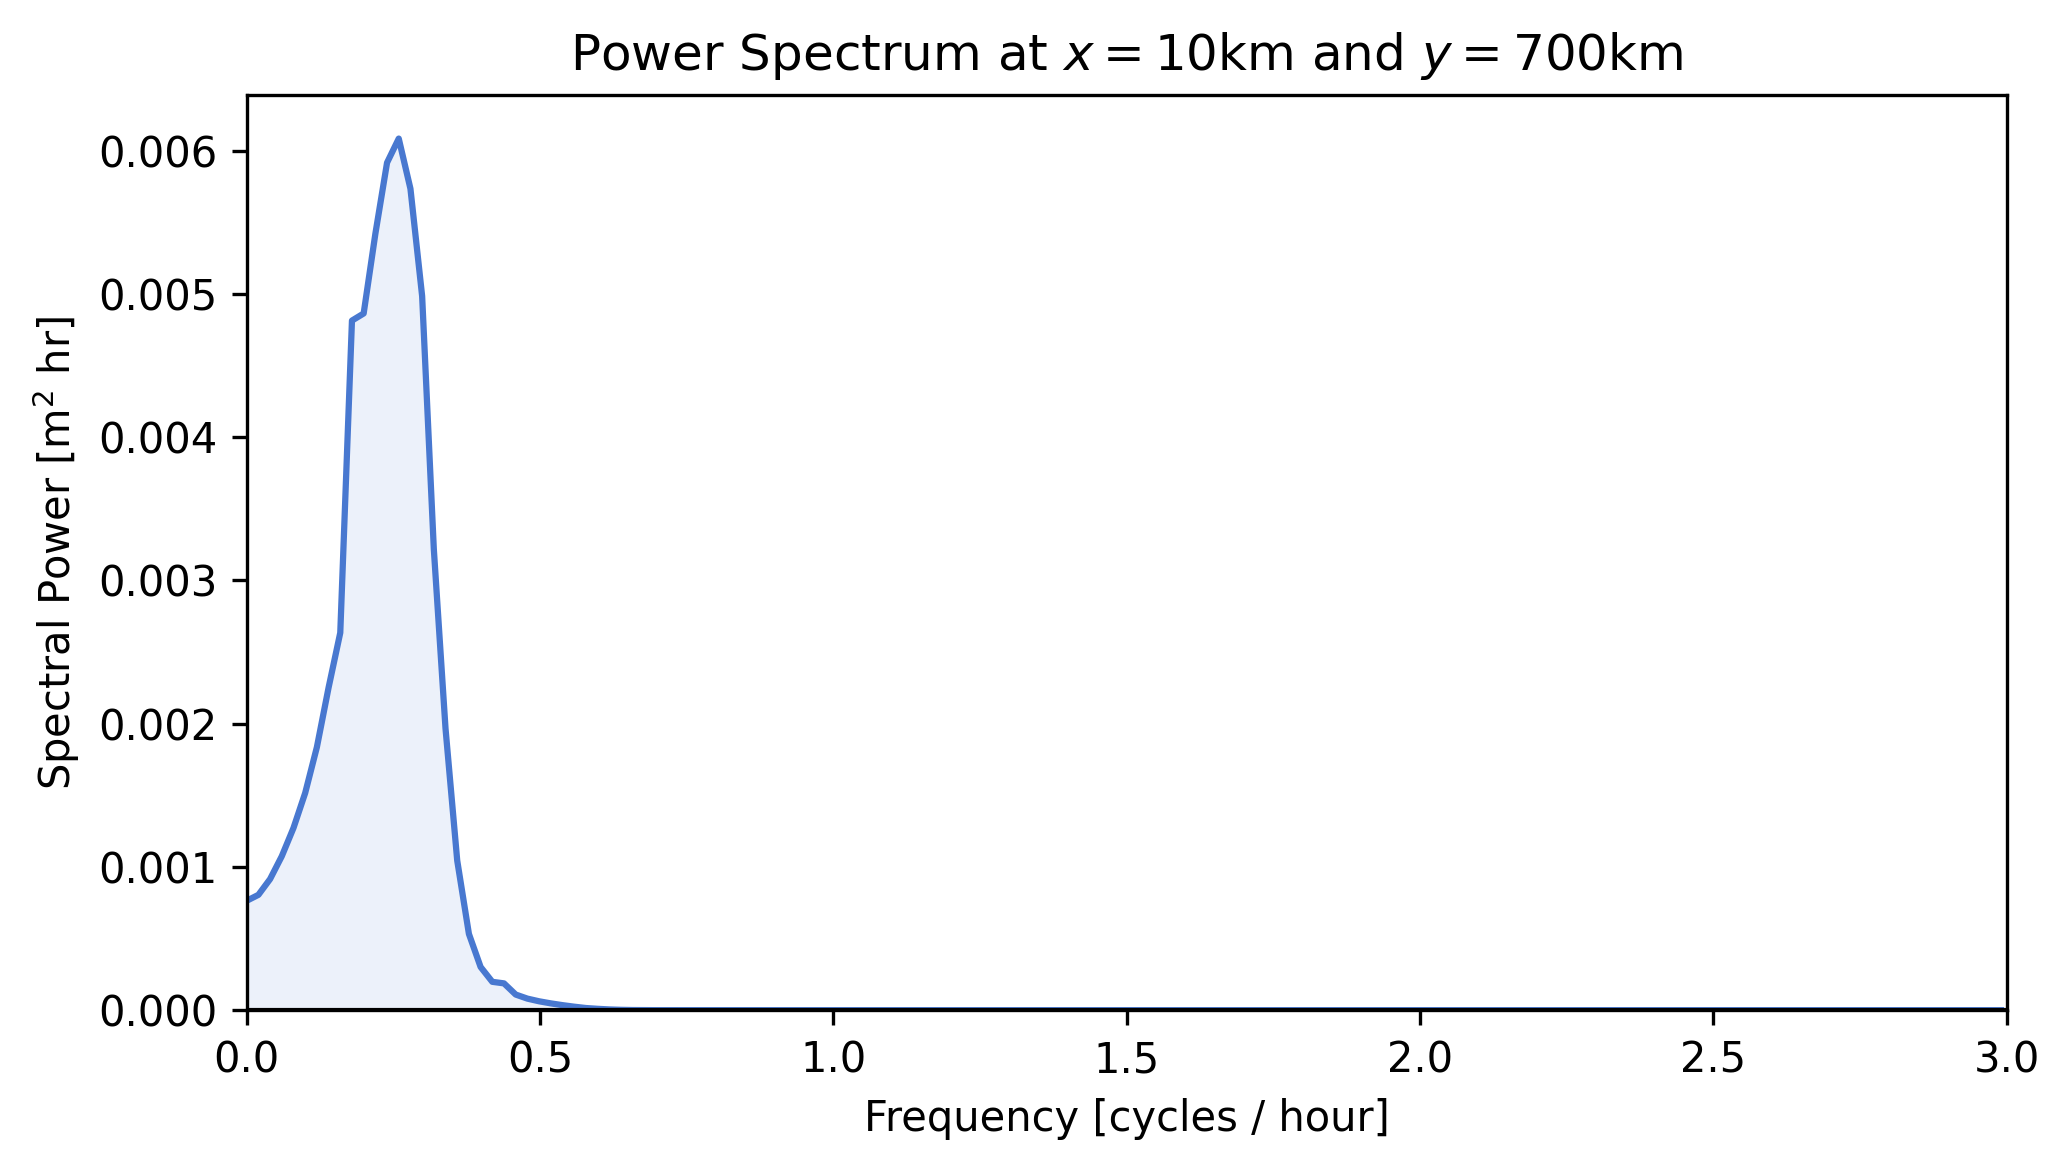 Power Spectrum at x = 10km and y = 700km
Spectral Power [m² hr]
0.006
0.005
0.004
0.003
0.002
0.001
0.000
0.0 0.5 1.0 1.5 2.0 2.5 3.0
Frequency [cycles / hour]